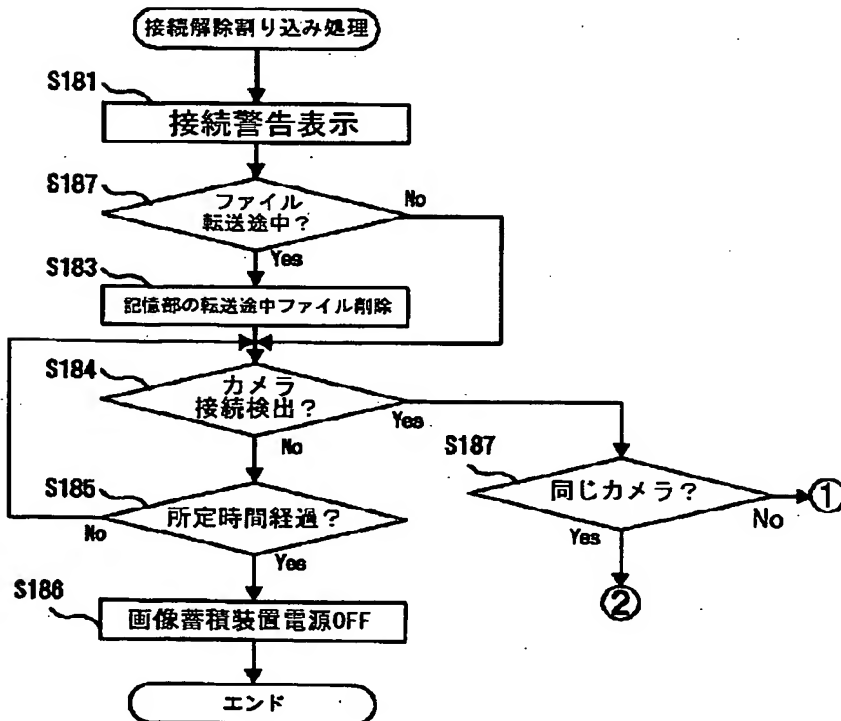 接続解除割り込み処理
S181
接続警告表示
S187
ファイル
転送途中?
No
Yes
S183
記憶部の転送途中ファイル削除
S184
カメラ
接続検出?
Yes
No
S187
同じカメラ?
No
①
Yes
②
S185
所定時間経過?
No
Yes
S186
画像蓄積装置電源OFF
エンド